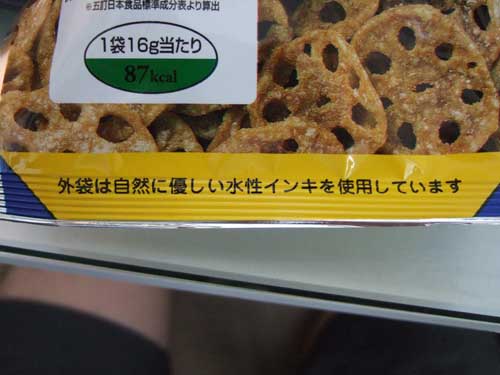 ※五訂日本食品標準成分表より算出
1袋16g当たり
87kcal
外袋は自然に優しい水性インキを使用しています